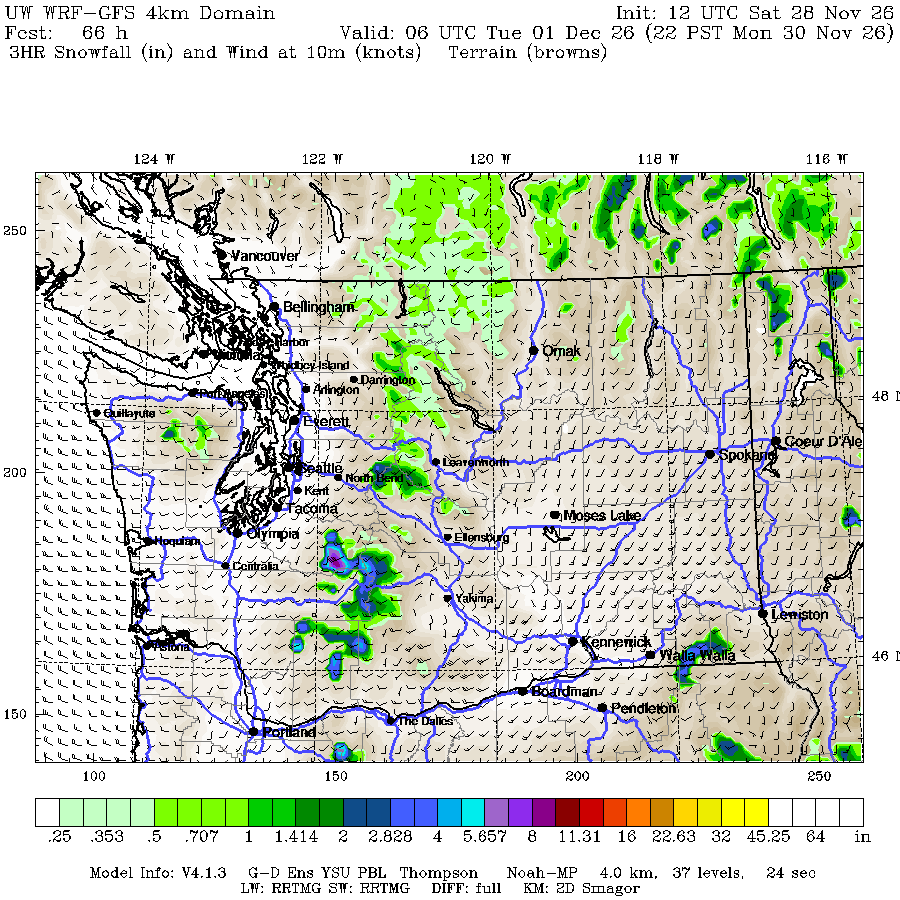 UW WRF-GFS 4km Domain Init: 12 UTC Sat 28 Nov 26
Fcst: 66 h Valid: 06 UTC Tue 01 Dec 26 (22 PST Mon 30 Nov 26)
3HR Snowfall (in) and Wind at 10m (knots) Terrain (browns)
124 W 122 W 120 W 118 W 116 W
250
Vancouver
Bellingham
Harbor
Whidbey Island
Omak
Darrington
Arlington
Port Angeles
48 N
Quillayute
Everett
Coeur D'Ale
Spokane
Leavenworth
200
Seattle
North Bend
Kent
Tacoma
Moses Lake
Olympia
Ellensburg
Hoquiam
Centralia
Yakima
Lewiston
Kennewick
Astoria
Walla Walla
46 N
Boardman
Pendleton
150
The Dalles
Portland
100 150 200 250
.25 .353 .5 .707 1 1.414 2 2.828 4 5.657 8 11.31 16 22.63 32 45.25 64 in
Model Info: V4.1.3 G-D Ens YSU PBL Thompson Noah-MP 4.0 km, 37 levels, 24 sec
LW: RRTMG SW: RRTMG DIFF: full KM: 2D Smagor